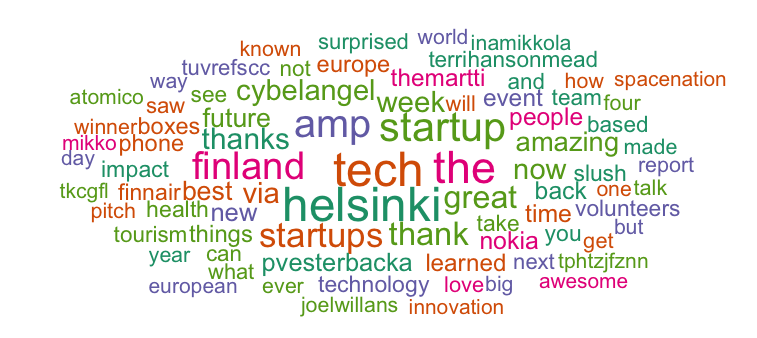 known surprised world inamikkola
tuvrefscc not europe terrihansonmead
way themartti and how spacenation
atomico saw see cybelangel week will event team four
winner boxes future amp startup people based
mikko phone thanks amazing made
day impact finland tech the now slush report
tkcgfl finnair best via helsinki great back one talk
pitch health new take time volunteers
tourism things startups thank nokia you get but
year can what pvesterbacka learned next tphtzjfznn
european ever technology love big awesome
joelwillans innovation